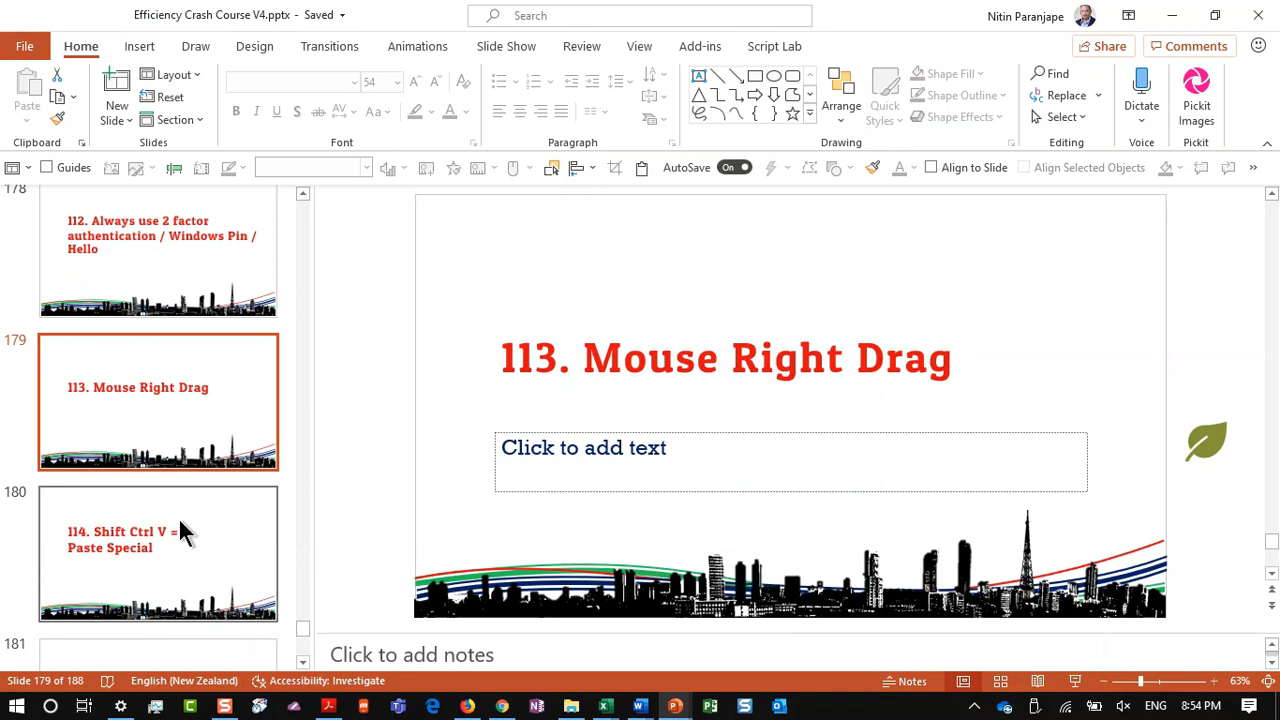 Efficiency Crash Course V4.pptx - Saved
Search
Nitin Paranjape
File Home Insert Draw Design Transitions Animations Slide Show Review View Add-ins Script Lab Share Comments
Paste
New Slide
Layout
Reset
Section
54
B I U S ab AV Aa A
Arrange
Quick Styles
Shape Fill
Shape Outline
Shape Effects
Find
Replace
Select
Dictate
Pickit Images
Clipboard Slides Font Paragraph Drawing Editing Voice Pickit
Guides AutoSave On Align to Slide Align Selected Objects
178
112. Always use 2 factor
authentication / Windows Pin /
Hello
179
113. Mouse Right Drag
180
114. Shift Ctrl V =
Paste Special
181
113. Mouse Right Drag
Click to add text
Click to add notes
Slide 179 of 188 English (New Zealand) Accessibility: Investigate Notes 63%
ENG 8:54 PM